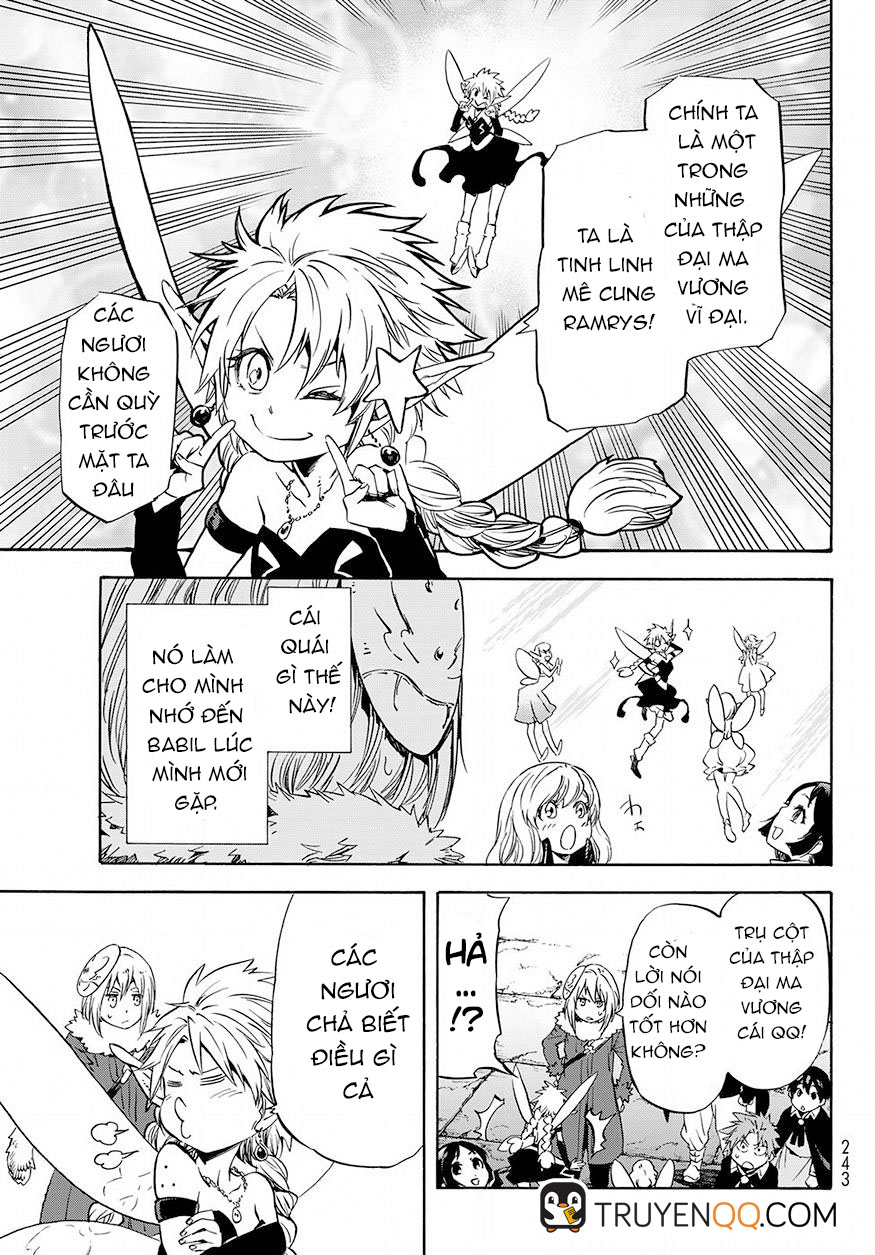 CHÍNH TA
LÀ MỘT
TRONG
NHỮNG
CỦA THẬP
ĐẠI MA
VƯƠNG
VĨ ĐẠI.
TA LÀ
TINH LINH
MÊ CUNG
RAMRYS!
CÁC
NGƯƠI
KHÔNG
CẦN QUỲ
TRƯỚC
MẶT TA
ĐÂU
わぁ
CÁI
QUÁI
GÌ THẾ
NÀY!
NÓ LÀM
CHO MÌNH
NHỚ ĐẾN
BABIL LÚC
MÌNH MỚI
GẶP.
TRỤ CỘT
CỦA THẬP
ĐẠI MA
VƯƠNG
CÁI QQ!
CÒN
LỜI NÓI
DỐI NÀO
TỐT HƠN
KHÔNG?
HẢ
...
!?
CÁC
NGƯƠI
CHẢ BIẾT
ĐIỀU GÌ
CẢ
243
TRUYENQQ.COM